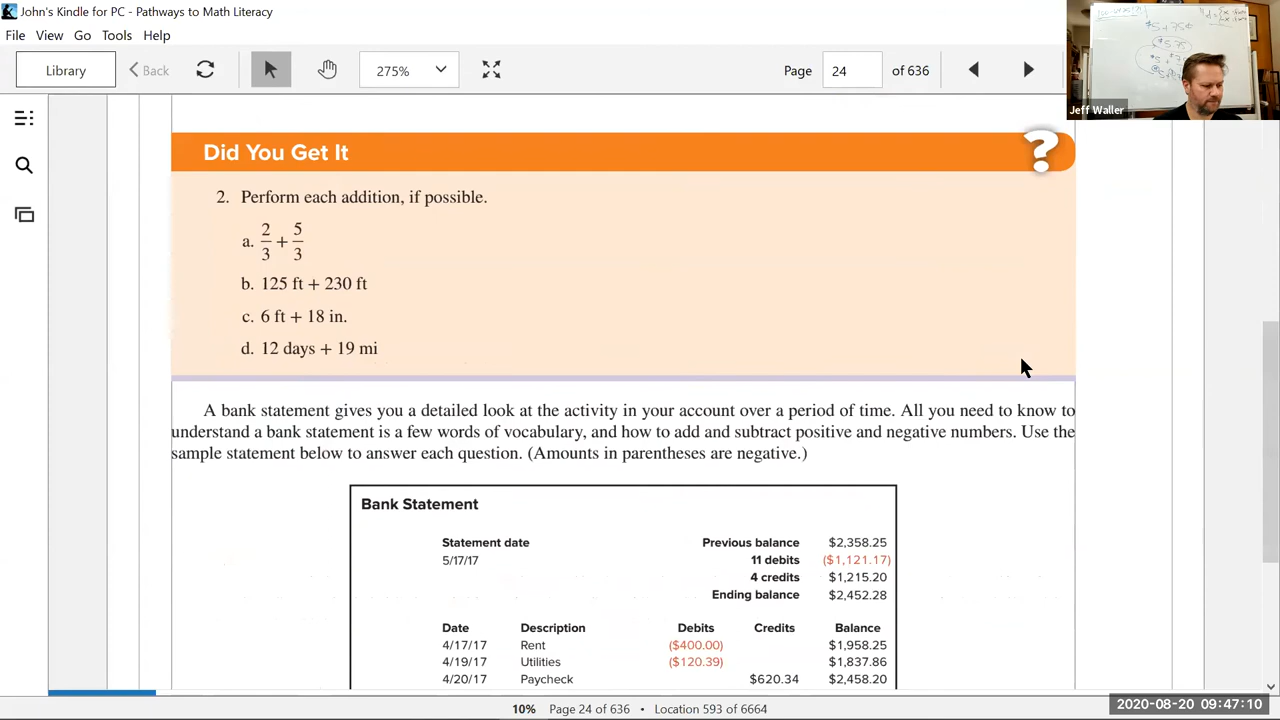 John's Kindle for PC - Pathways to Math Literacy
File View Go Tools Help
Library Back 275% Page 24 of 636
Jeff Waller
$5 + 75¢
$5.75
Did You Get It ?
2. Perform each addition, if possible.
a. 2/3 + 5/3
b. 125 ft + 230 ft
c. 6 ft + 18 in.
d. 12 days + 19 mi
A bank statement gives you a detailed look at the activity in your account over a period of time. All you need to know to
understand a bank statement is a few words of vocabulary, and how to add and subtract positive and negative numbers. Use the
sample statement below to answer each question. (Amounts in parentheses are negative.)
Bank Statement
Statement date Previous balance $2,358.25
5/17/17 11 debits ($1,121.17)
4 credits $1,215.20
Ending balance $2,452.28
Date Description Debits Credits Balance
4/17/17 Rent ($400.00) $1,958.25
4/19/17 Utilities ($120.39) $1,837.86
4/20/17 Paycheck $620.34 $2,458.20
10% Page 24 of 636 • Location 593 of 6664
2020-08-20 09:47:10